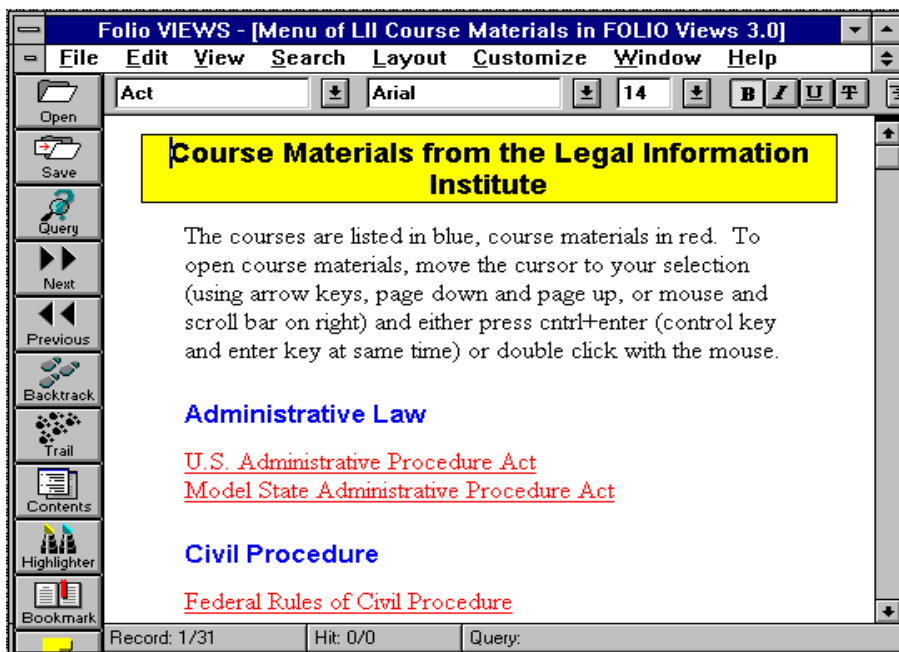 Folio VIEWS - [Menu of LII Course Materials in FOLIO Views 3.0]
File Edit View Search Layout Customize Window Help
Act Arial 14 B I U T
Open
Save
Query
Next
Previous
Backtrack
Trail
Contents
Highlighter
Bookmark
Course Materials from the Legal Information
Institute
The courses are listed in blue, course materials in red. To
open course materials, move the cursor to your selection
(using arrow keys, page down and page up, or mouse and
scroll bar on right) and either press cntrl+enter (control key
and enter key at same time) or double click with the mouse.
Administrative Law
U.S. Administrative Procedure Act
Model State Administrative Procedure Act
Civil Procedure
Federal Rules of Civil Procedure
Record: 1/31 Hit: 0/0 Query: